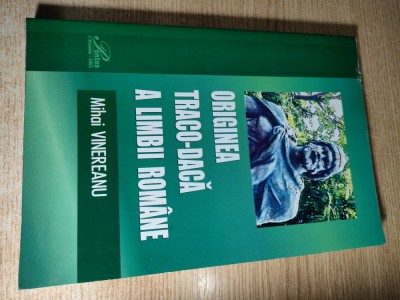 Mihai VINEREANU
ORIGINEA
TRACO-DACĂ
A LIMBII ROMÂNE